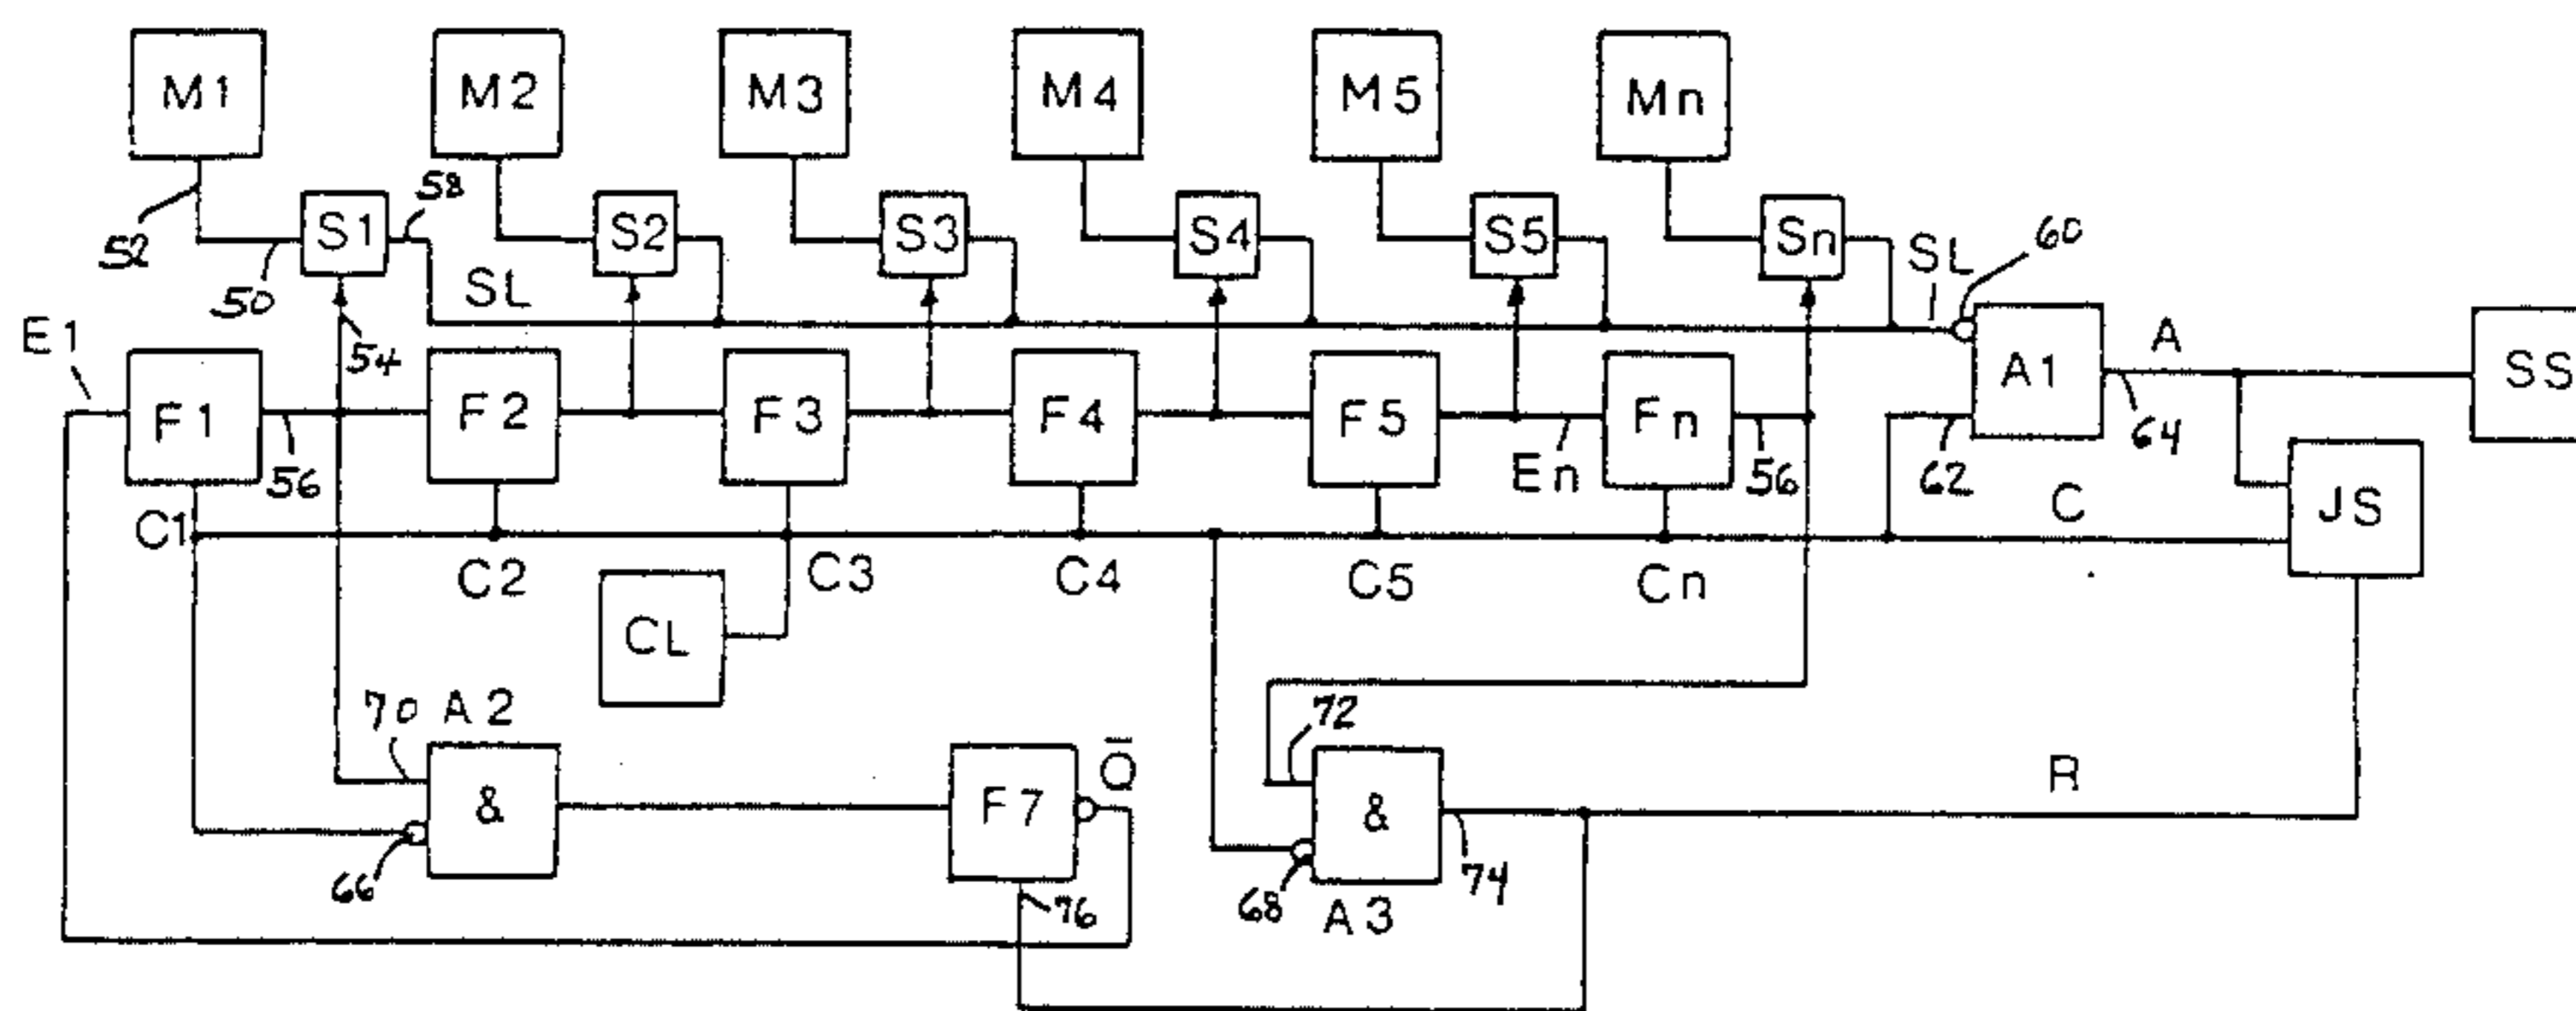 M1 M2 M3 M4 M5 Mn
52 50 S1 58 S2 S3 S4 S5 Sn SL 60
SL
E1 54 A1 A SS
F1 56 F2 F3 F4 F5 En Fn 56 62 64
C1 C JS
C2 C3 C4 C5 Cn
CL
70 A2 72
& F7 Q̅ & R
66 76 68 74
A3